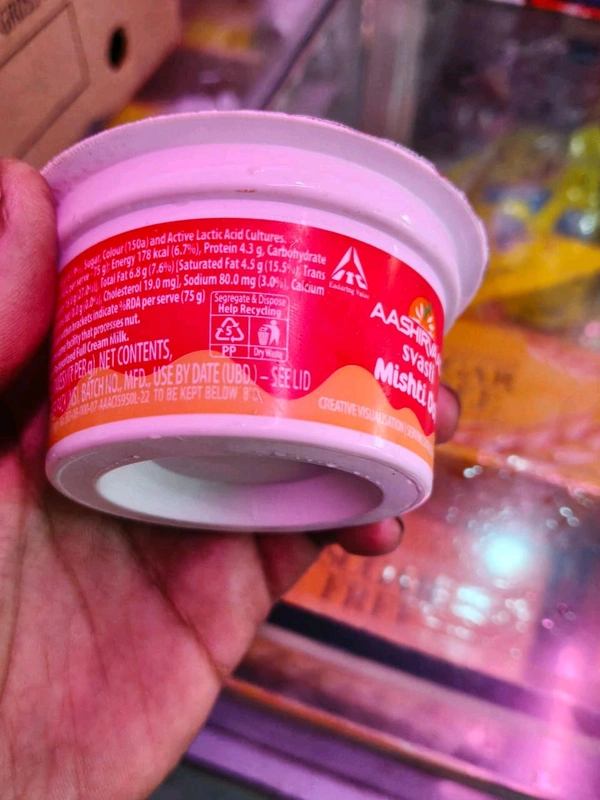 Sugar, Colour (150a) and Active Lactic Acid Cultures.
75 g): Energy 178 kcal (6.7%), Protein 4.3 g, Carbohydrate
Total Fat 6.8 g (7.6%) [Saturated Fat 4.5 g (15.5%), Trans
Cholesterol 19.0 mg], Sodium 80.0 mg (3.0%), Calcium
brackets indicate %RDA per serve (75 g)
facility that processes nut.
Full Cream Milk.
NET CONTENTS,
BATCH NO., MFD., USE BY DATE (UBD.) – SEE LID
TO BE KEPT BELOW 8°C
Segregate & Dispose
Help Recycling
5
PP
Dry Waste
Enduring Value
AASHIRVA
svasti
Mishti D
CREATIVE VISUALISATION